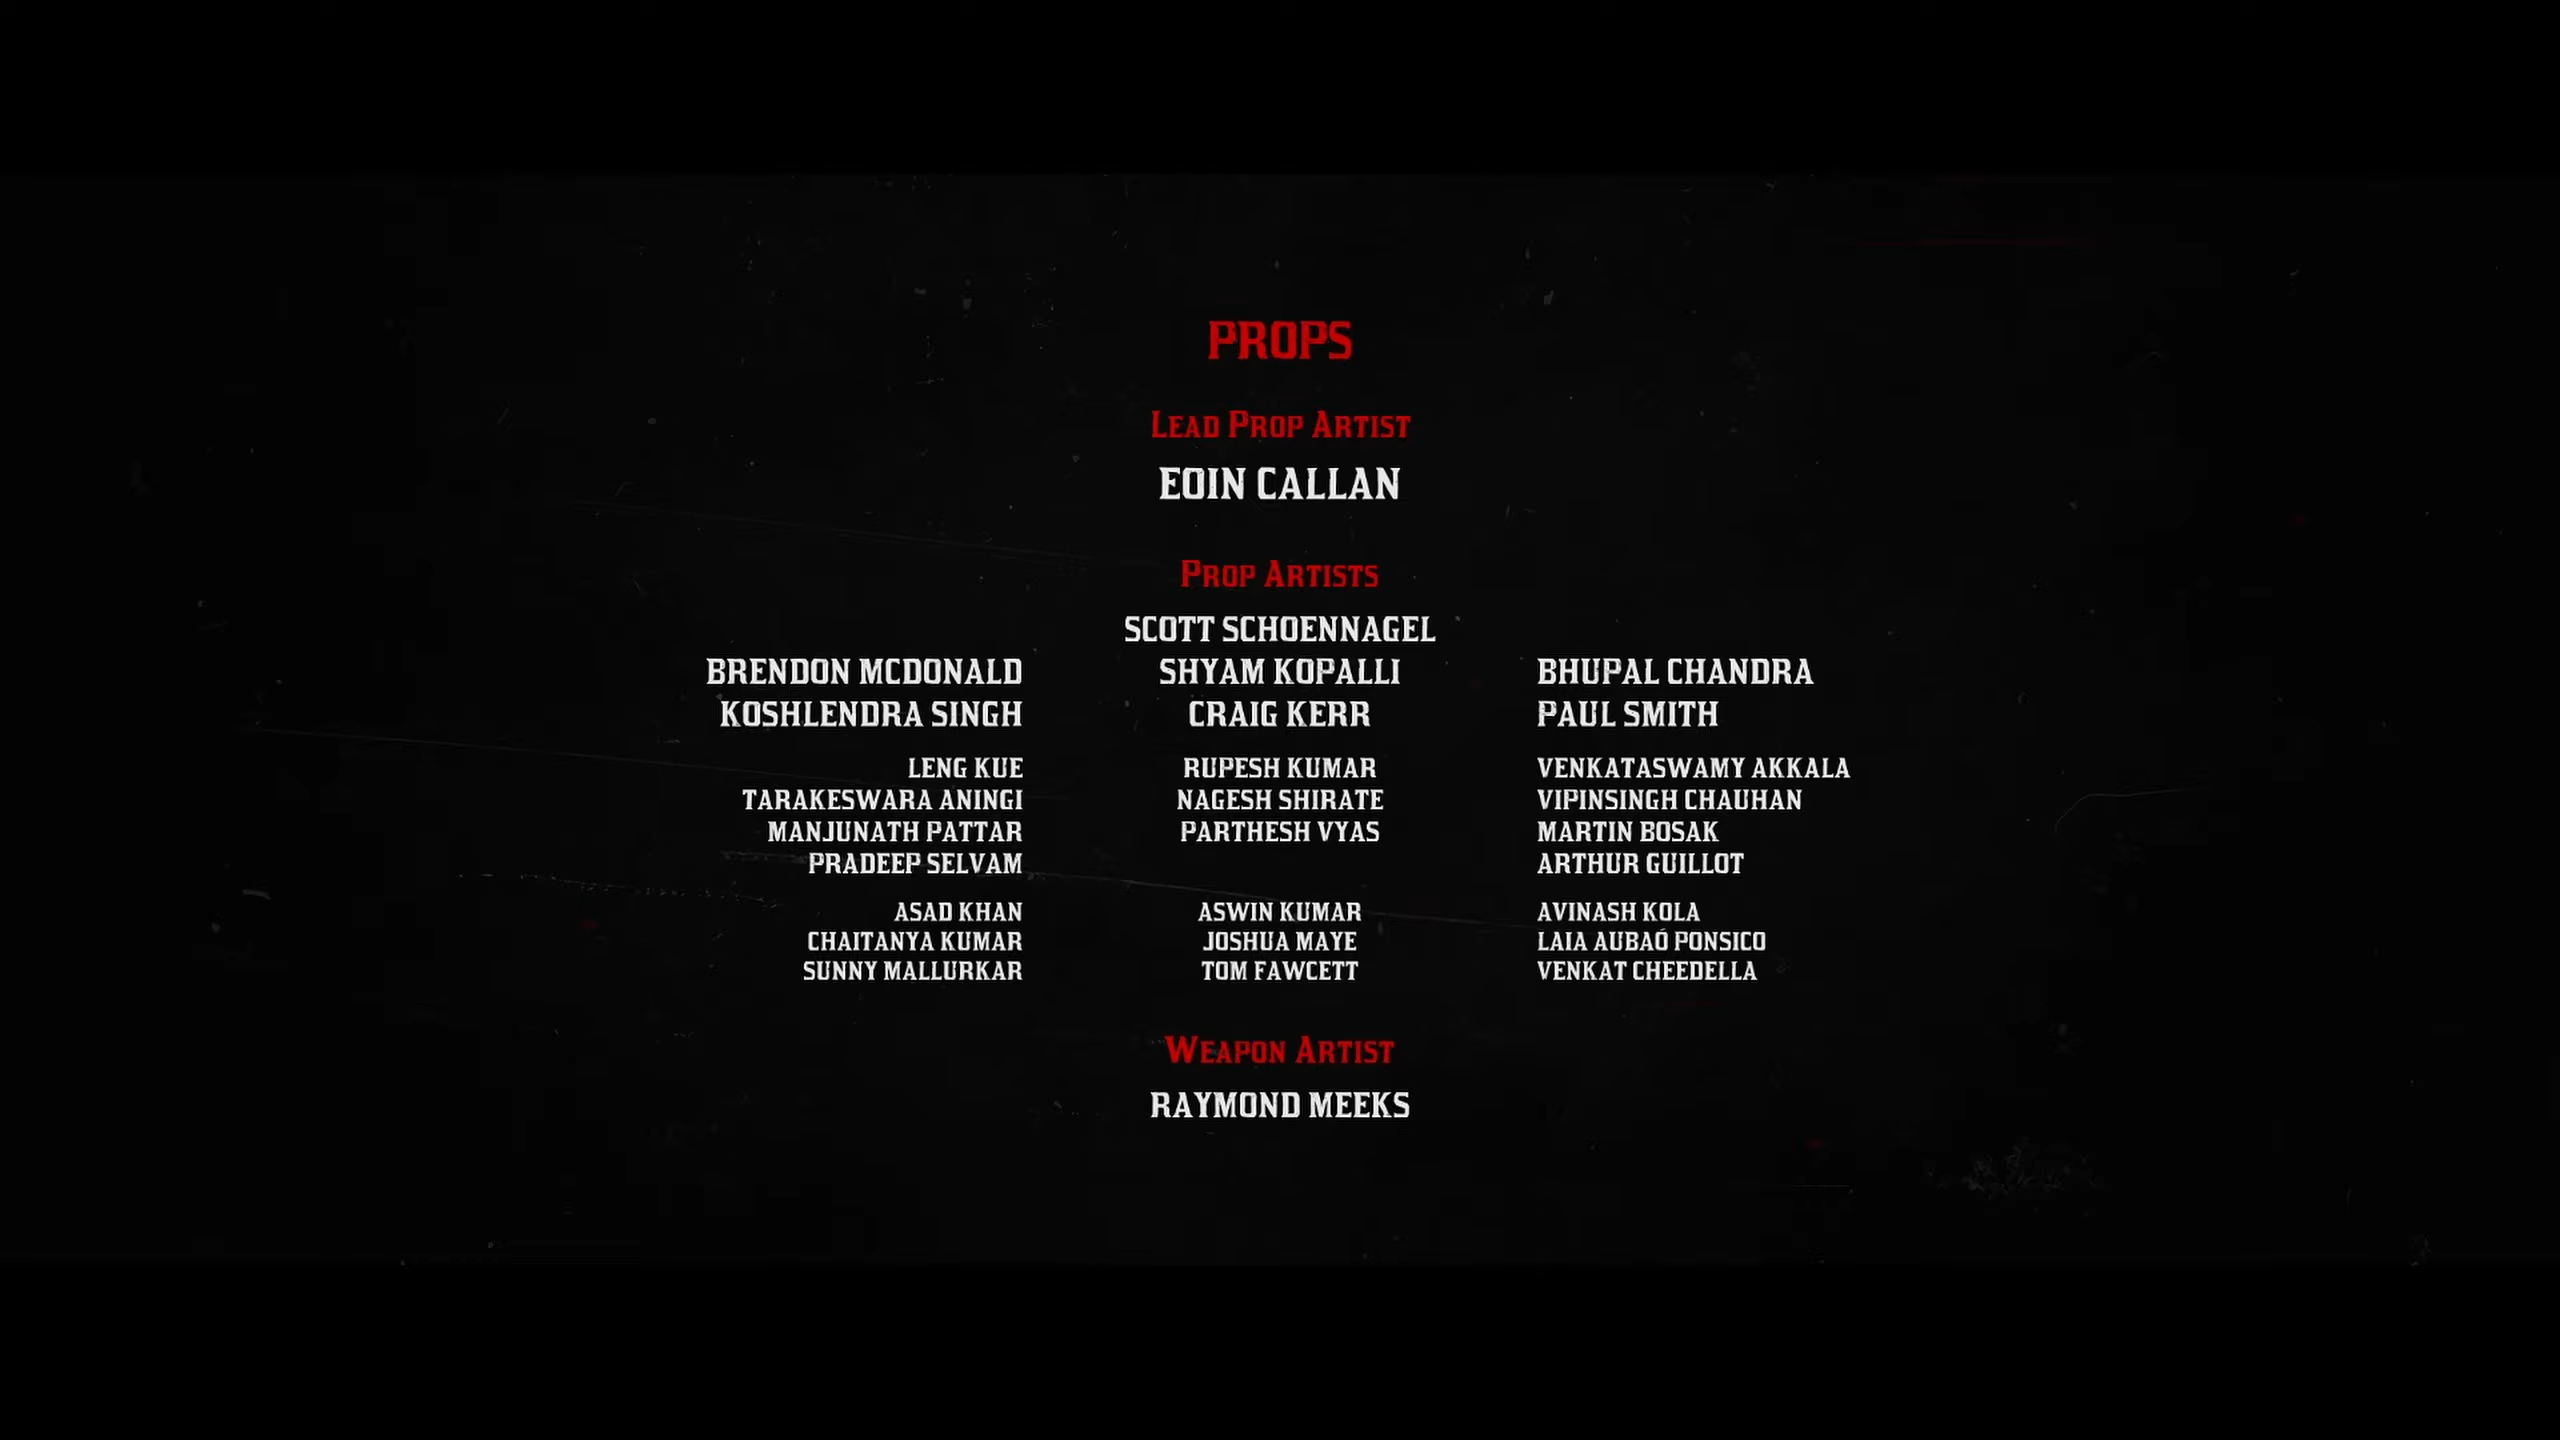 PROPS
LEAD PROP ARTIST
EOIN CALLAN
PROP ARTISTS
SCOTT SCHOENNAGEL
BRENDON MCDONALD SHYAM KOPALLI BHUPAL CHANDRA
KOSHLENDRA SINGH CRAIG KERR PAUL SMITH
LENG KUE RUPESH KUMAR VENKATASWAMY AKKALA
TARAKESWARA ANINGI NAGESH SHIRATE VIPINSINGH CHAUHAN
MANJUNATH PATTAR PARTHESH VYAS MARTIN BOSAK
PRADEEP SELVAM ARTHUR GUILLOT
ASAD KHAN ASWIN KUMAR AVINASH KOLA
CHAITANYA KUMAR JOSHUA MAYE LAIA AUBAÓ PONSICO
SUNNY MALLURKAR TOM FAWCETT VENKAT CHEEDELLA
WEAPON ARTIST
RAYMOND MEEKS